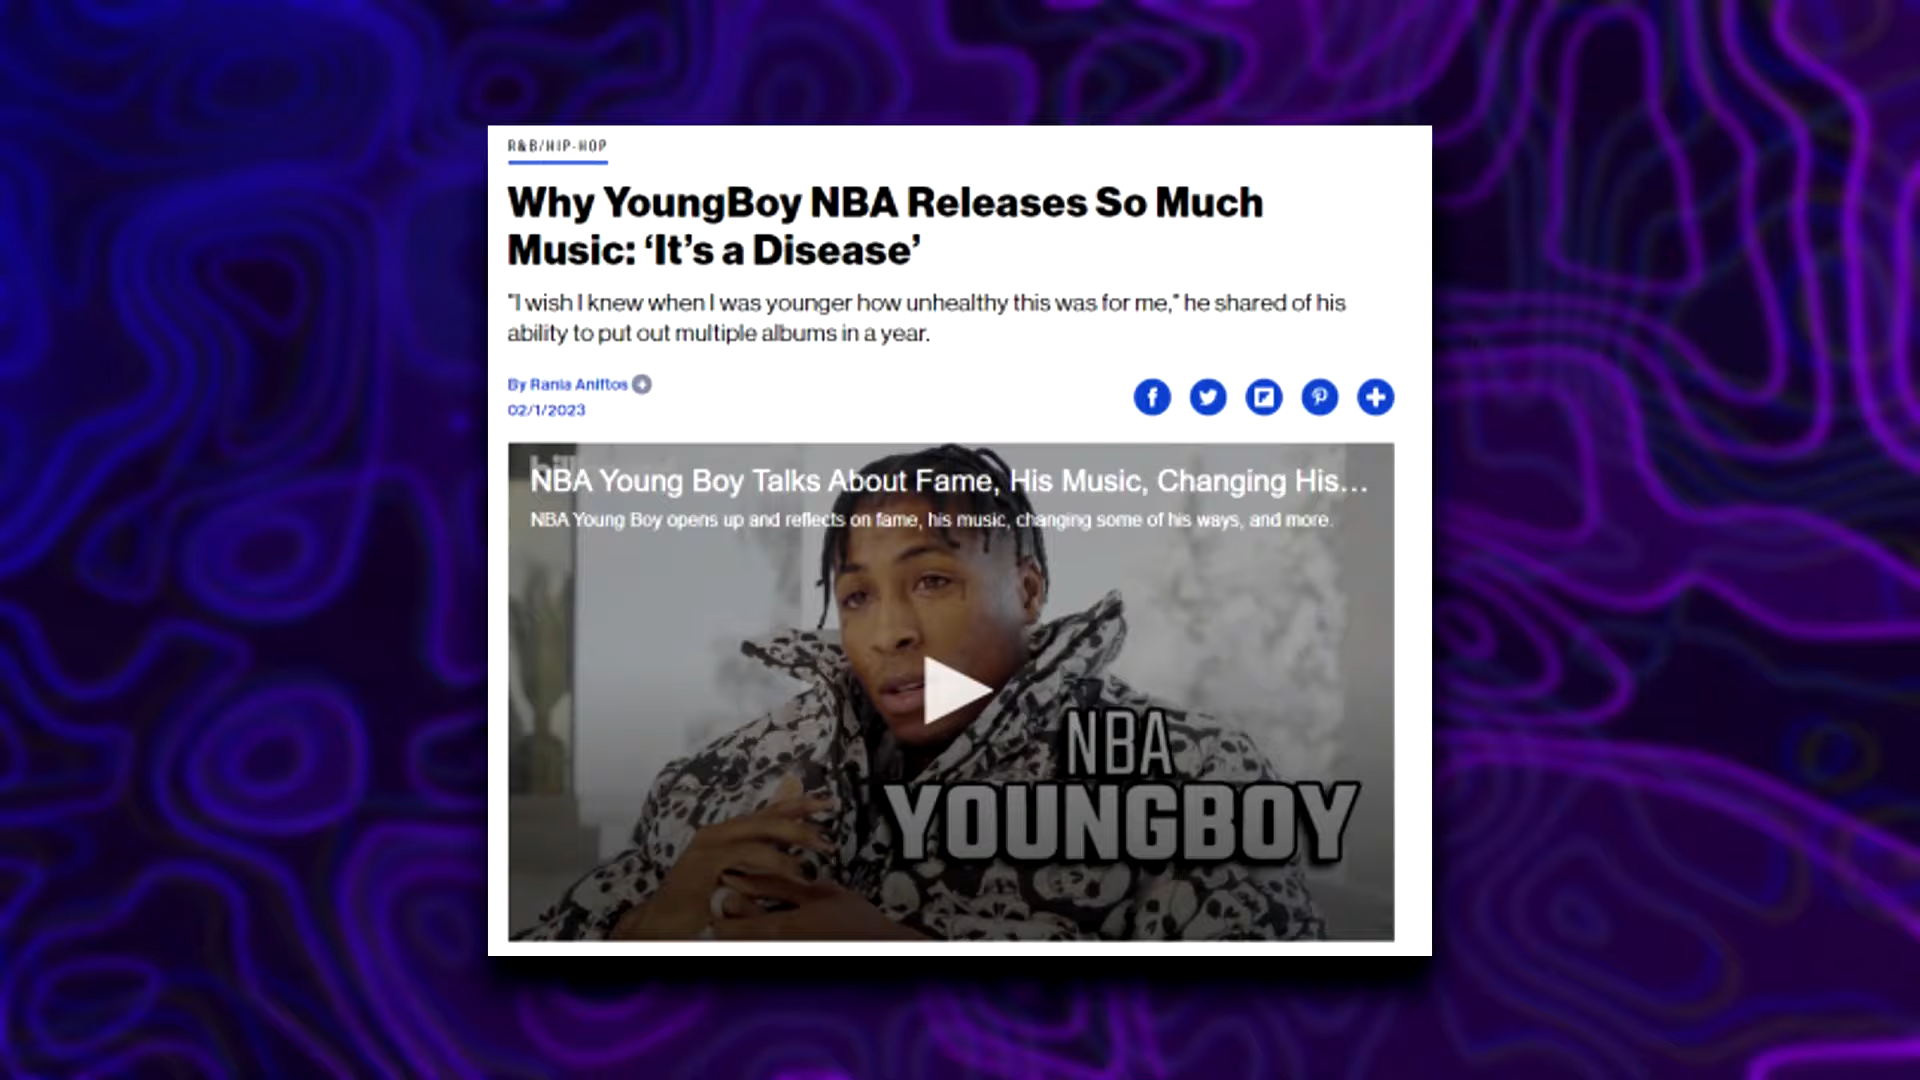 R&B/HIP-HOP
Why YoungBoy NBA Releases So Much
Music: ‘It’s a Disease’
"I wish I knew when I was younger how unhealthy this was for me," he shared of his
ability to put out multiple albums in a year.
By Rania Aniftos
02/1/2023
NBA Young Boy Talks About Fame, His Music, Changing His...
NBA Young Boy opens up and reflects on fame, his music, changing some of his ways, and more.
NBA
YOUNGBOY